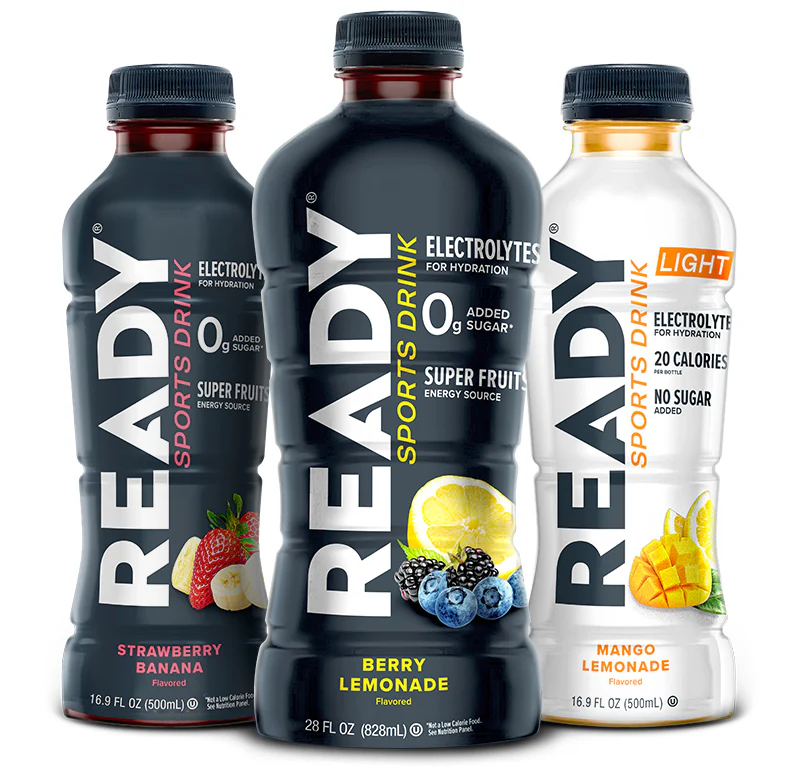 READY®
SPORTS DRINK
ELECTROLYT
FOR HYDRATION
0g ADDED
SUGAR*
SUPER FRUITS
ENERGY SOURCE
STRAWBERRY
BANANA
Flavored
16.9 FL OZ (500mL) U
*Not a Low Calorie Food.
See Nutrition Panel.
READY®
SPORTS DRINK
ELECTROLYTES
FOR HYDRATION
0g ADDED
SUGAR*
SUPER FRUITS
ENERGY SOURCE
BERRY
LEMONADE
Flavored
28 FL OZ (828mL) U
*Not a Low Calorie Food.
See Nutrition Panel.
READY®
SPORTS DRINK
LIGHT
ELECTROLYTE
FOR HYDRATION
20 CALORIES
PER BOTTLE
NO SUGAR
ADDED
MANGO
LEMONADE
Flavored
16.9 FL OZ (500mL) U